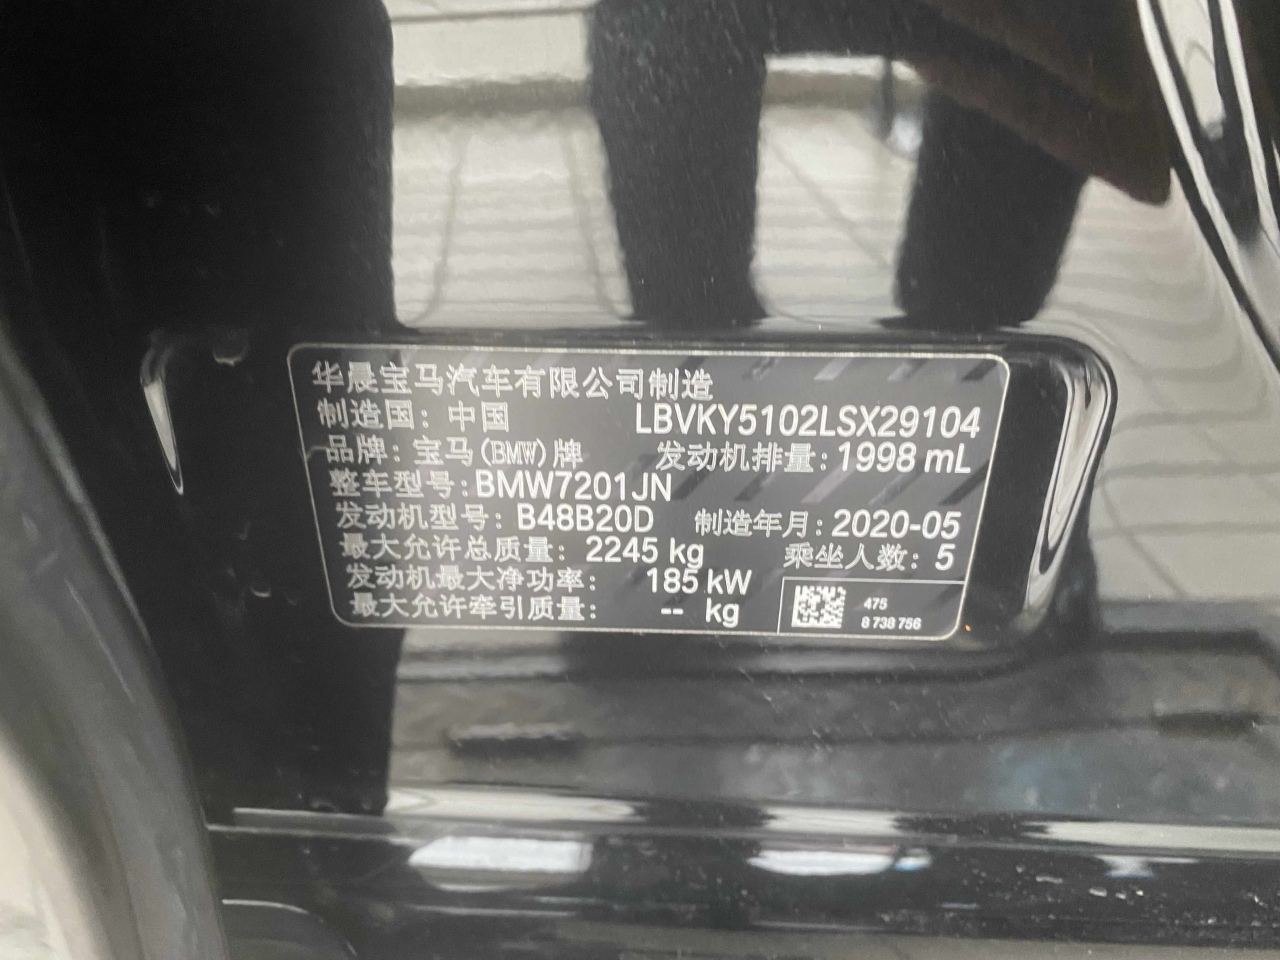 华晨宝马汽车有限公司制造
制造国：中国 LBVKY5102LSX29104
品牌：宝马(BMW)牌 发动机排量：1998 mL
整车型号：BMW7201JN
发动机型号：B48B20D 制造年月：2020-05
最大允许总质量：2245 kg 乘坐人数：5
发动机最大净功率：185 kW
最大允许牵引质量：-- kg
475
8 738 756